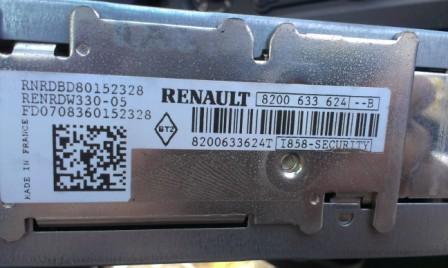 RNRDBD80152328
RENRDW330-05
FD0708360152328
MADE IN FRANCE
RENAULT 8200 633 624 --B
8200633624T I858-SECURITY